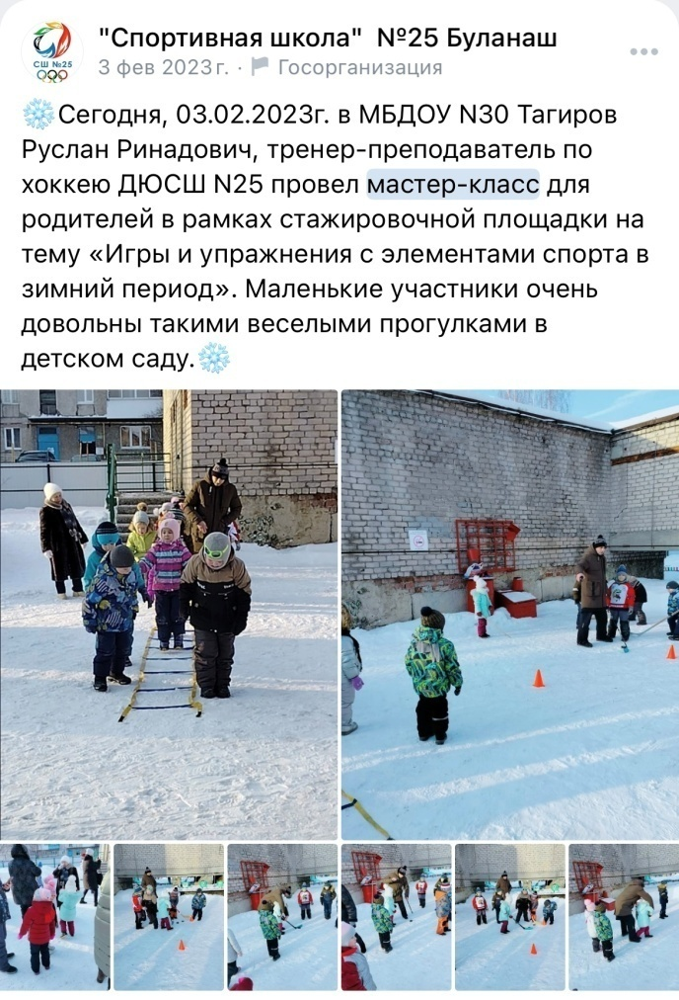 "Спортивная школа" №25 Буланаш
СШ №25
3 фев 2023 г. · Госорганизация
Сегодня, 03.02.2023г. в МБДОУ N30 Тагиров
Руслан Ринадович, тренер-преподаватель по
хоккею ДЮСШ N25 провел мастер-класс для
родителей в рамках стажировочной площадки на
тему «Игры и упражнения с элементами спорта в
зимний период». Маленькие участники очень
довольны такими веселыми прогулками в
детском саду.